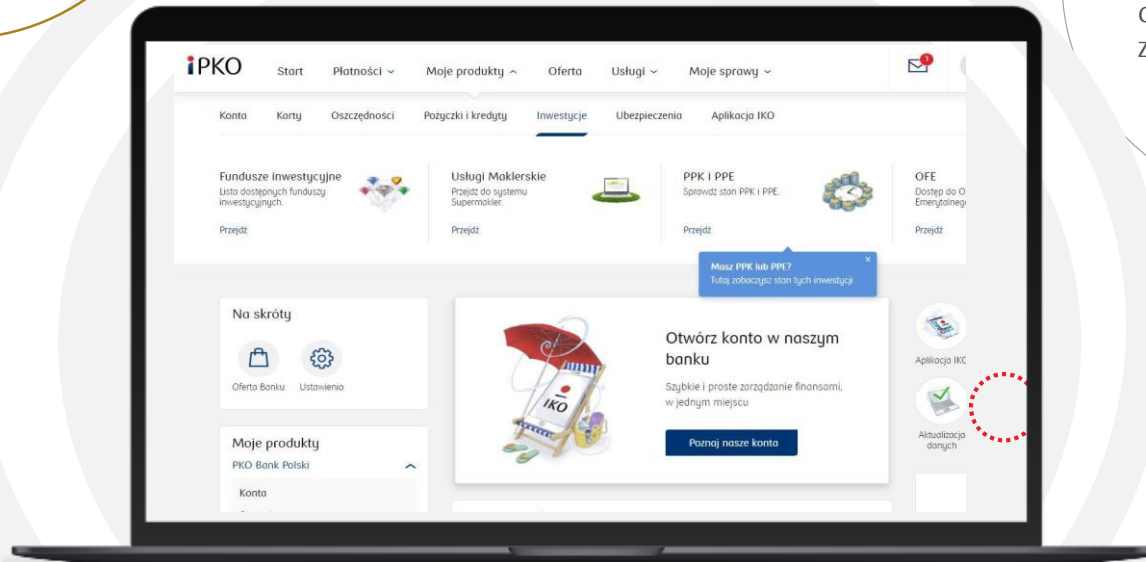 iPKO
Start Płatności Moje produkty Oferta Usługi Moje sprawy
1
Konta Karty Oszczędności Pożyczki i kredyty Inwestycje Ubezpieczenia Aplikacja IKO
Fundusze inwestycyjne
Lista dostępnych funduszy
inwestycyjnych.
Przejdź
Usługi Maklerskie
Przejdź do systemu
Supermakler.
Przejdź
PPK i PPE
Sprawdź stan PPK i PPE.
Przejdź
OFE
Dostęp do O
Emerytalneg
Przejdź
Masz PPK lub PPE? x
Tutaj zobaczysz stan tych inwestycji
Na skróty
Oferta Banku Ustawienia
Moje produkty
PKO Bank Polski
Konta
IKO
Otwórz konto w naszym
banku
Szybkie i proste zarządzanie finansami,
w jednym miejscu
Poznaj nasze konta
Aplikacja IKO
Aktualizacja
danych